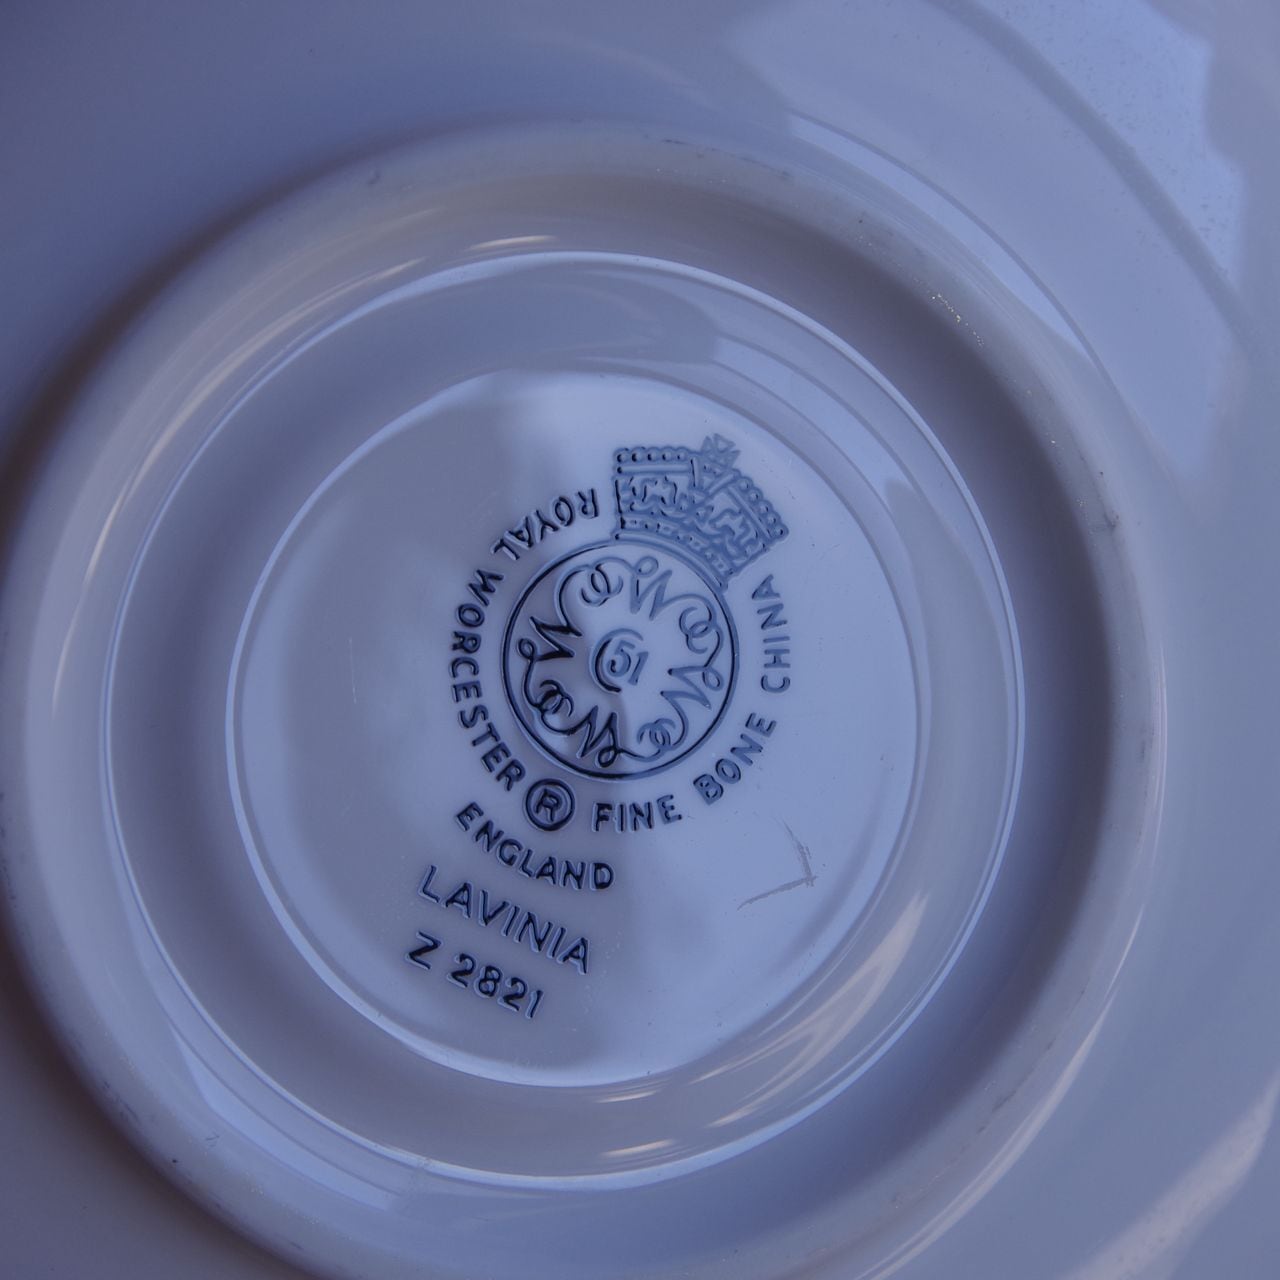 ROYAL WORCESTER ® FINE BONE CHINA
51
ENGLAND
LAVINIA
Z 2821